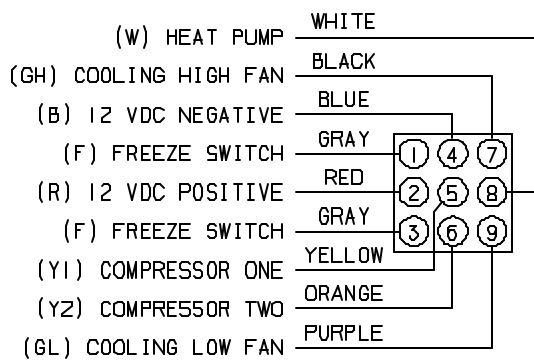 (W) HEAT PUMP WHITE
(GH) COOLING HIGH FAN BLACK
(B) 12 VDC NEGATIVE BLUE
(F) FREEZE SWITCH GRAY 1 4 7
(R) 12 VDC POSITIVE RED 2 5 8
(F) FREEZE SWITCH GRAY 3 6 9
(Y1) COMPRESSOR ONE YELLOW
(Y2) COMPRE55OR TWO ORANGE
(GL) COOLING LOW FAN PURPLE